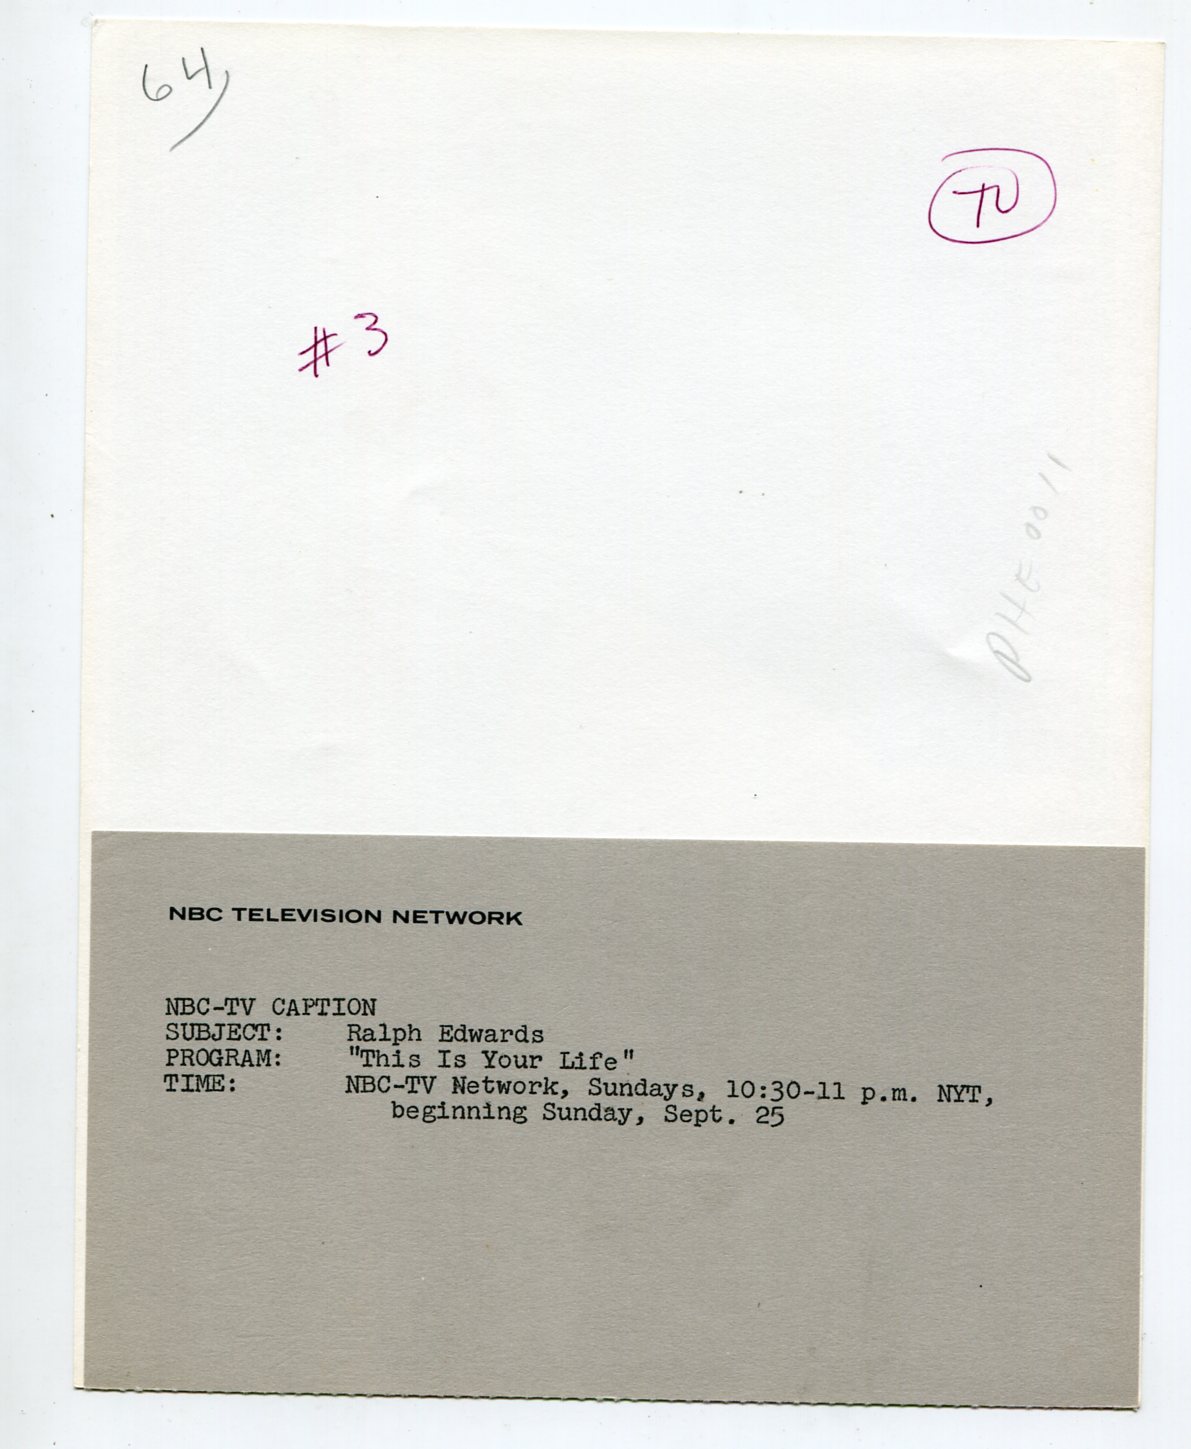 64
TV
#3
PHE0011
NBC TELEVISION NETWORK
NBC-TV CAPTION
SUBJECT: Ralph Edwards
PROGRAM: "This Is Your Life"
TIME: NBC-TV Network, Sundays, 10:30-11 p.m. NYT,
beginning Sunday, Sept. 25